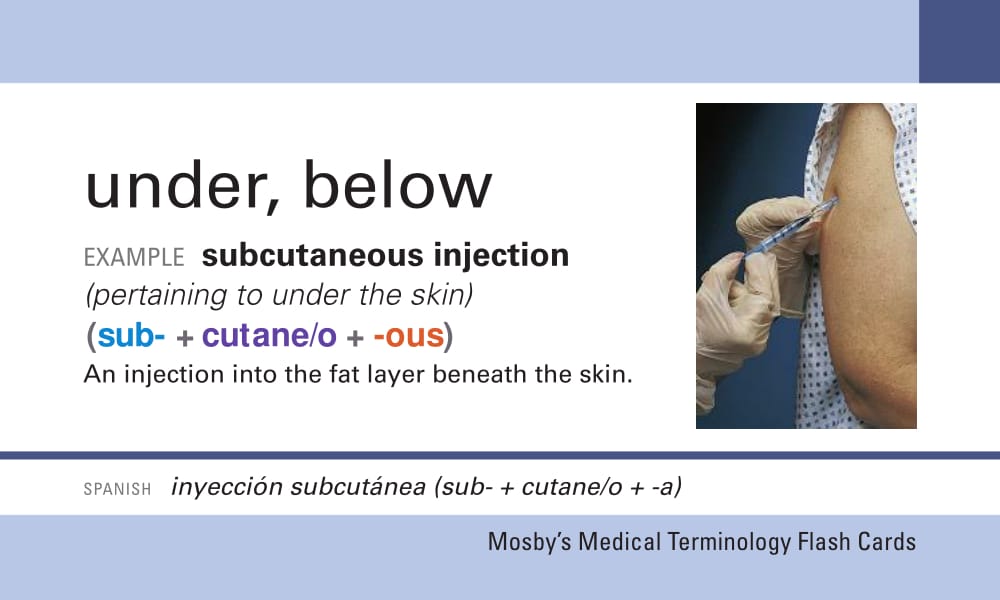 under, below
EXAMPLE subcutaneous injection
(pertaining to under the skin)
(sub- + cutane/o + -ous)
An injection into the fat layer beneath the skin.
SPANISH inyección subcutánea (sub- + cutane/o + -a)
Mosby's Medical Terminology Flash Cards